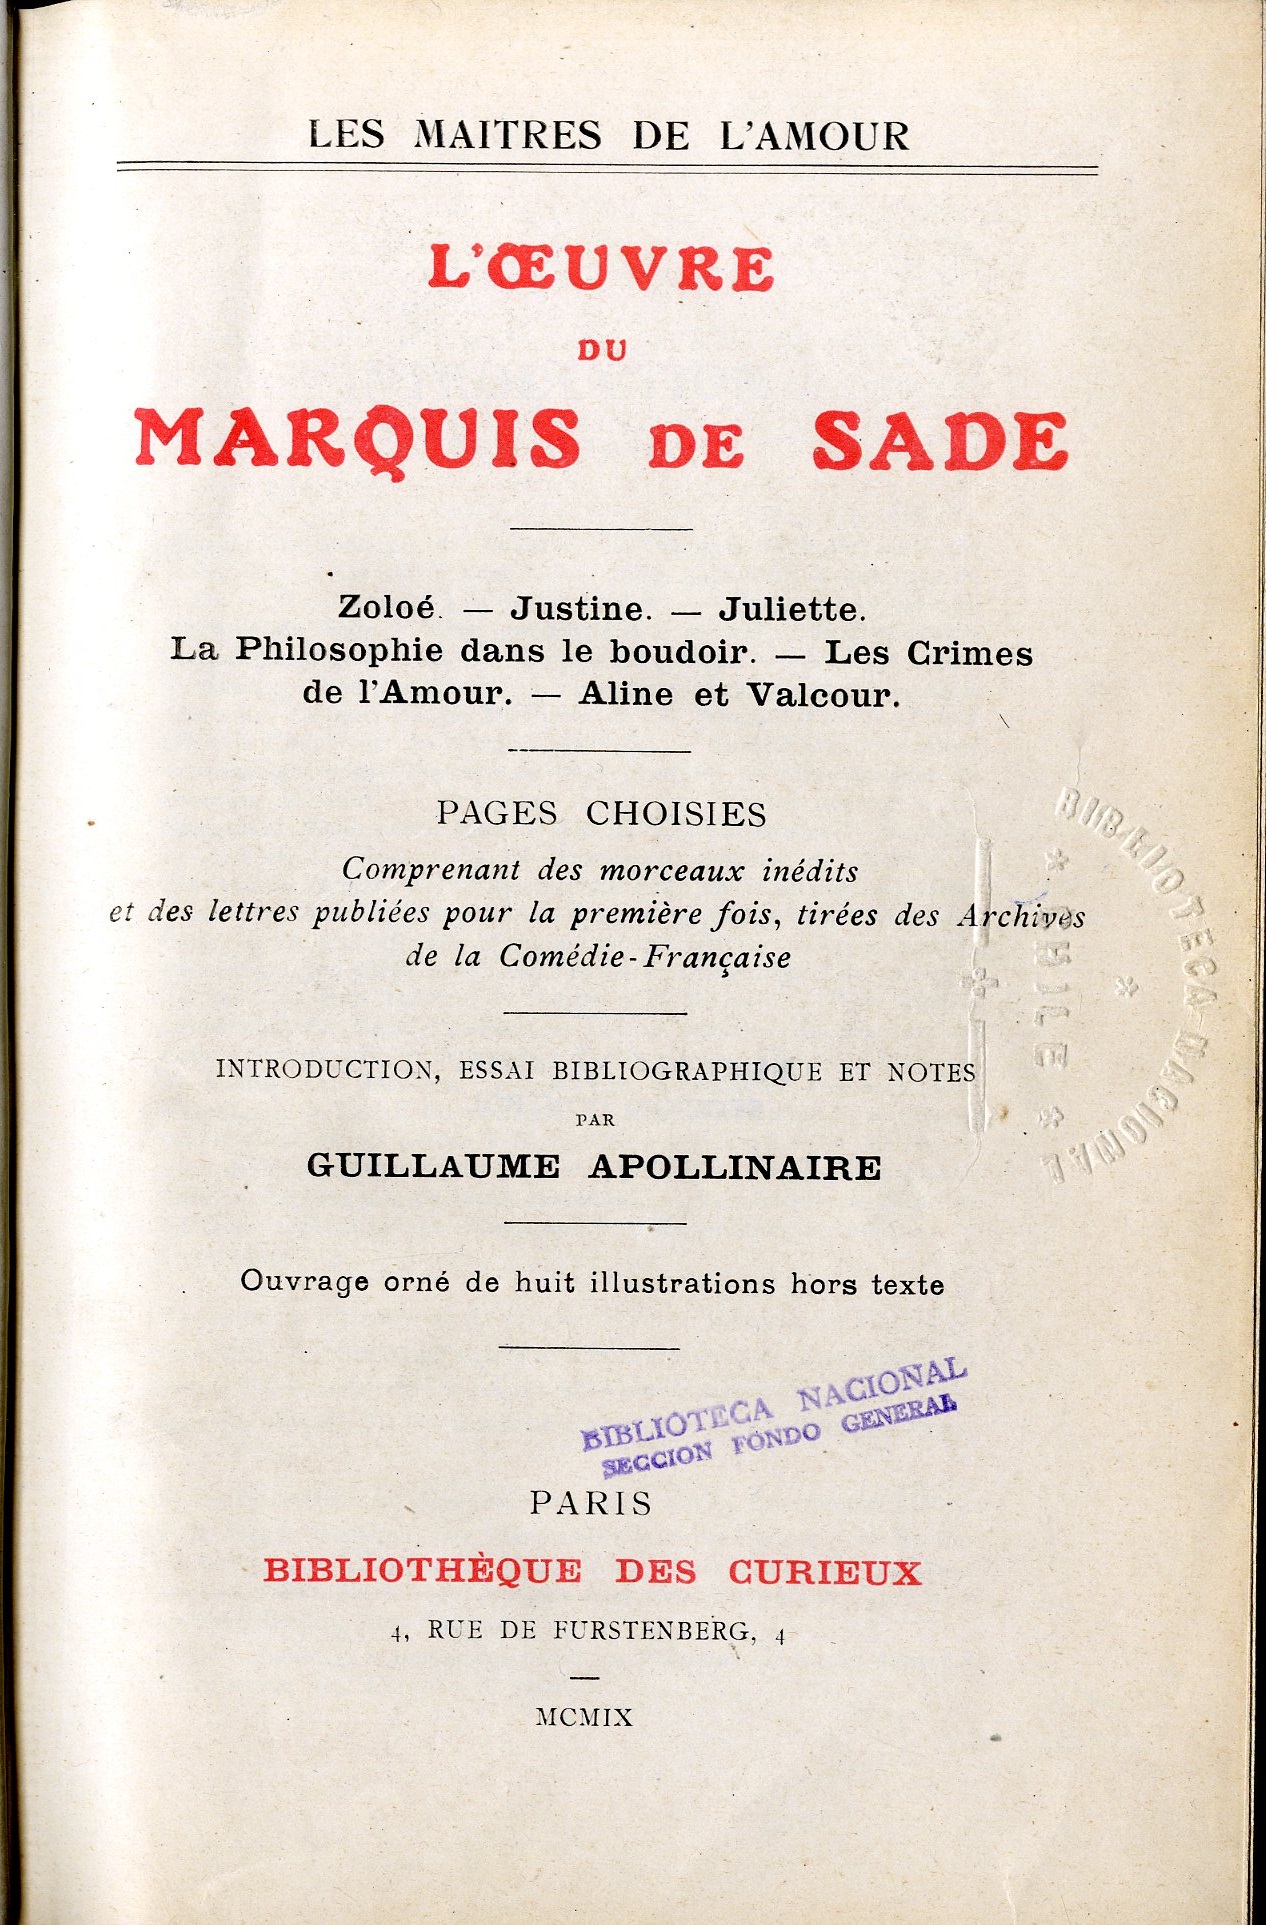 LES MAITRES DE L'AMOUR
L'ŒUVRE
DU
MARQUIS DE SADE
Zoloé. — Justine. — Juliette.
La Philosophie dans le boudoir. — Les Crimes
de l'Amour. — Aline et Valcour.
PAGES CHOISIES
Comprenant des morceaux inédits
et des lettres publiées pour la première fois, tirées des Archives
de la Comédie-Française
BIBLIOTECA NACIONAL
* CHILE *
INTRODUCTION, ESSAI BIBLIOGRAPHIQUE ET NOTES
PAR
GUILLAUME APOLLINAIRE
Ouvrage orné de huit illustrations hors texte
BIBLIOTECA NACIONAL
SECCION FONDO GENERAL
PARIS
BIBLIOTHÈQUE DES CURIEUX
4, RUE DE FURSTENBERG, 4
MCMIX